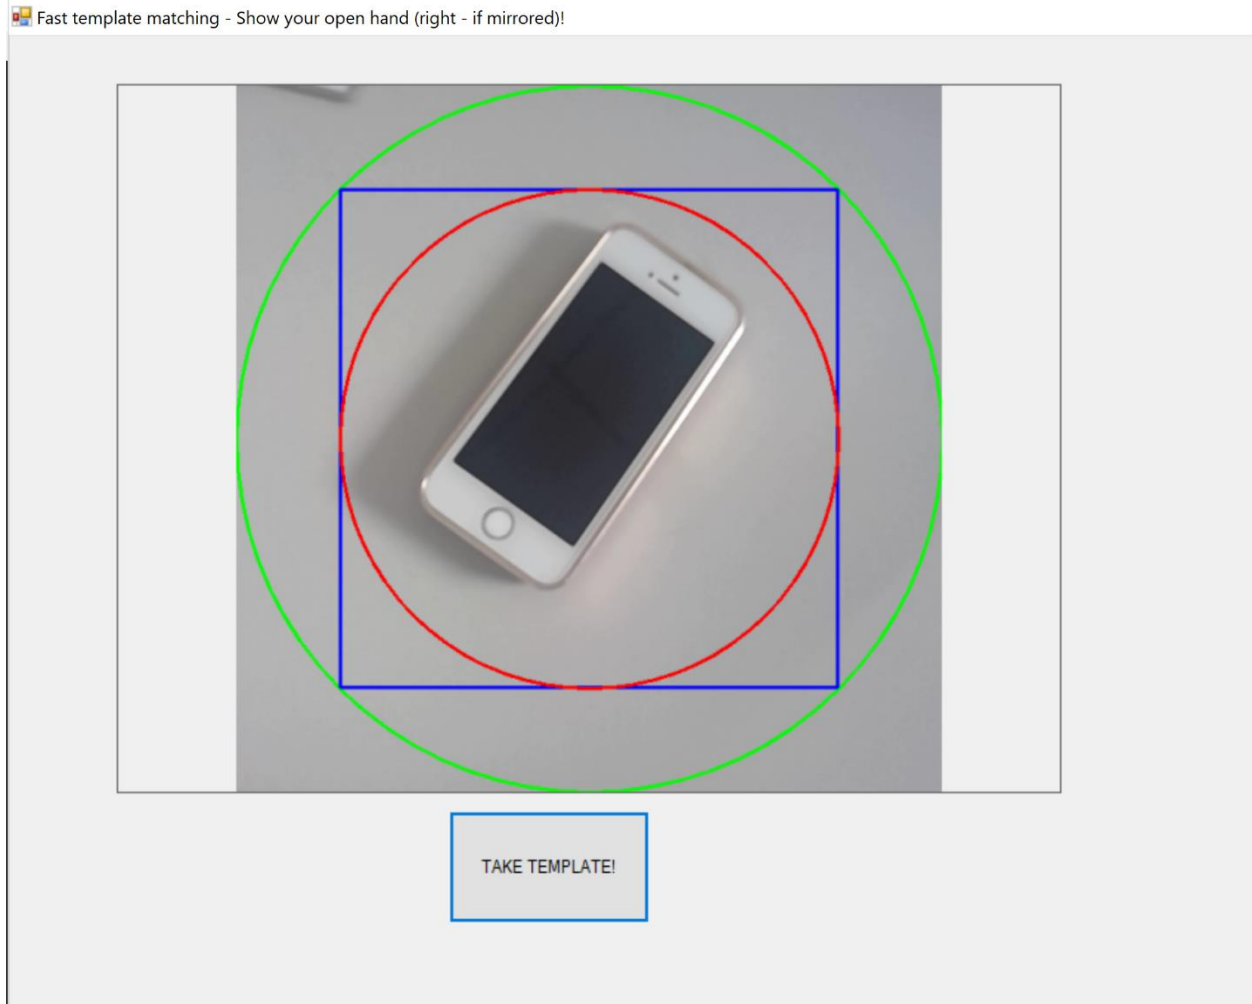 Fast template matching - Show your open hand (right - if mirrored)!
TAKE TEMPLATE!